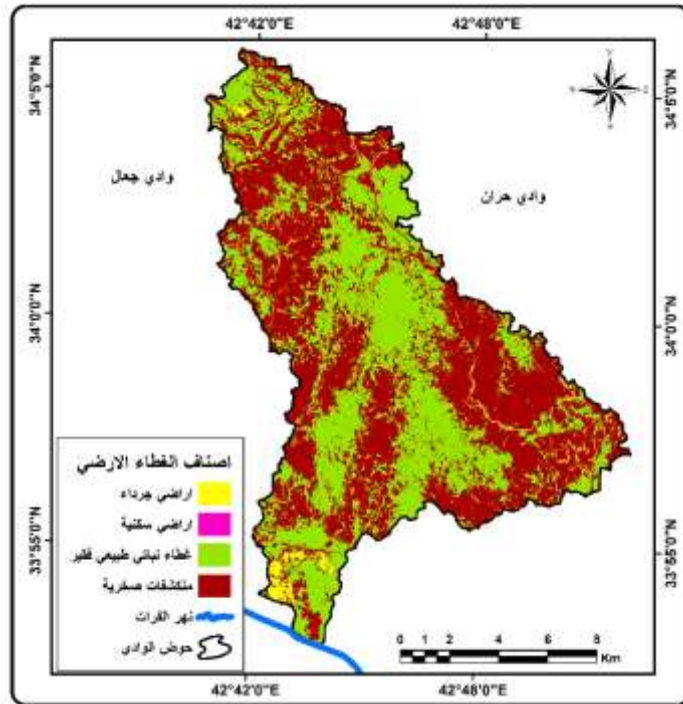 42°42'0"E 42°48'0"E
34°5'0"N 34°5'0"N
وادي جعال
وادي حران
34°0'0"N 34°0'0"N
اصناف الغطاء الارضي
اراضي جرداء
اراضي سكنية
غطاء نباتي طبيعي فقير
منكشفات صخرية
نهر الفرات
حوض الوادي
33°55'0"N 33°55'0"N
0 1 2 4 6 8
Km
42°42'0"E 42°48'0"E